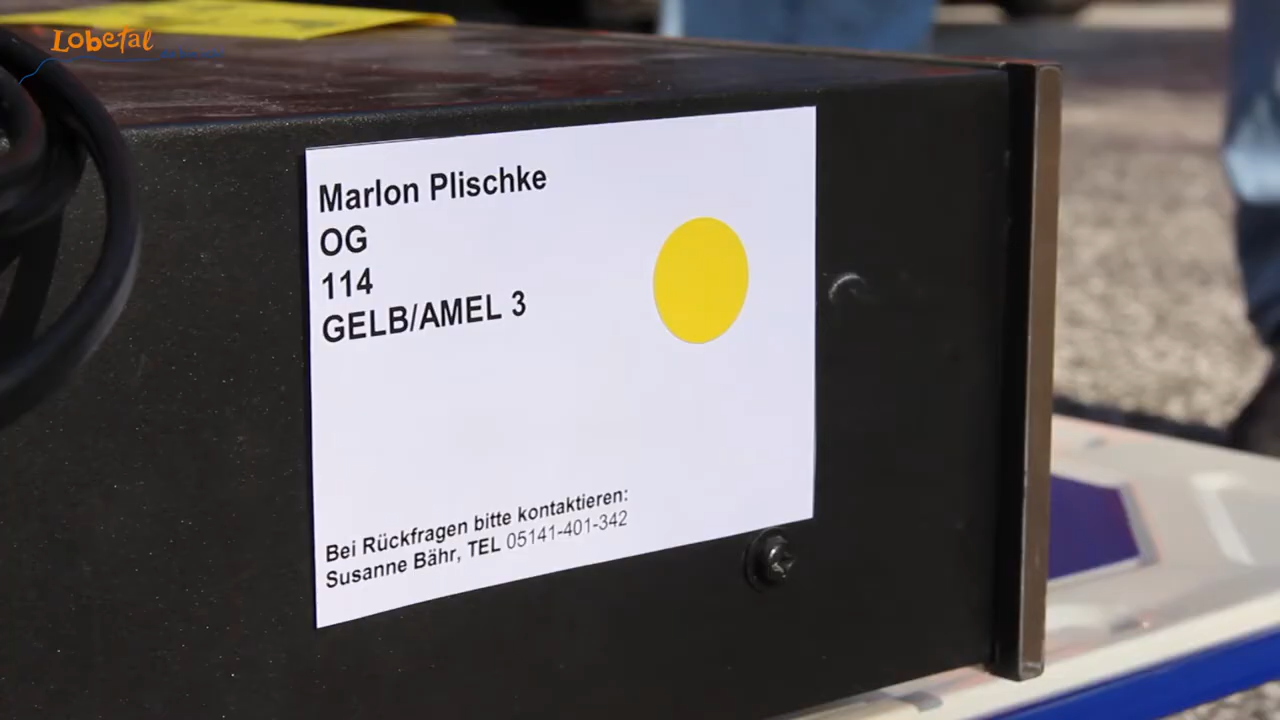 Lobetal
Marlon Plischke
OG
114
GELB/AMEL 3
Bei Rückfragen bitte kontaktieren:
Susanne Bähr, TEL 05141-401-342